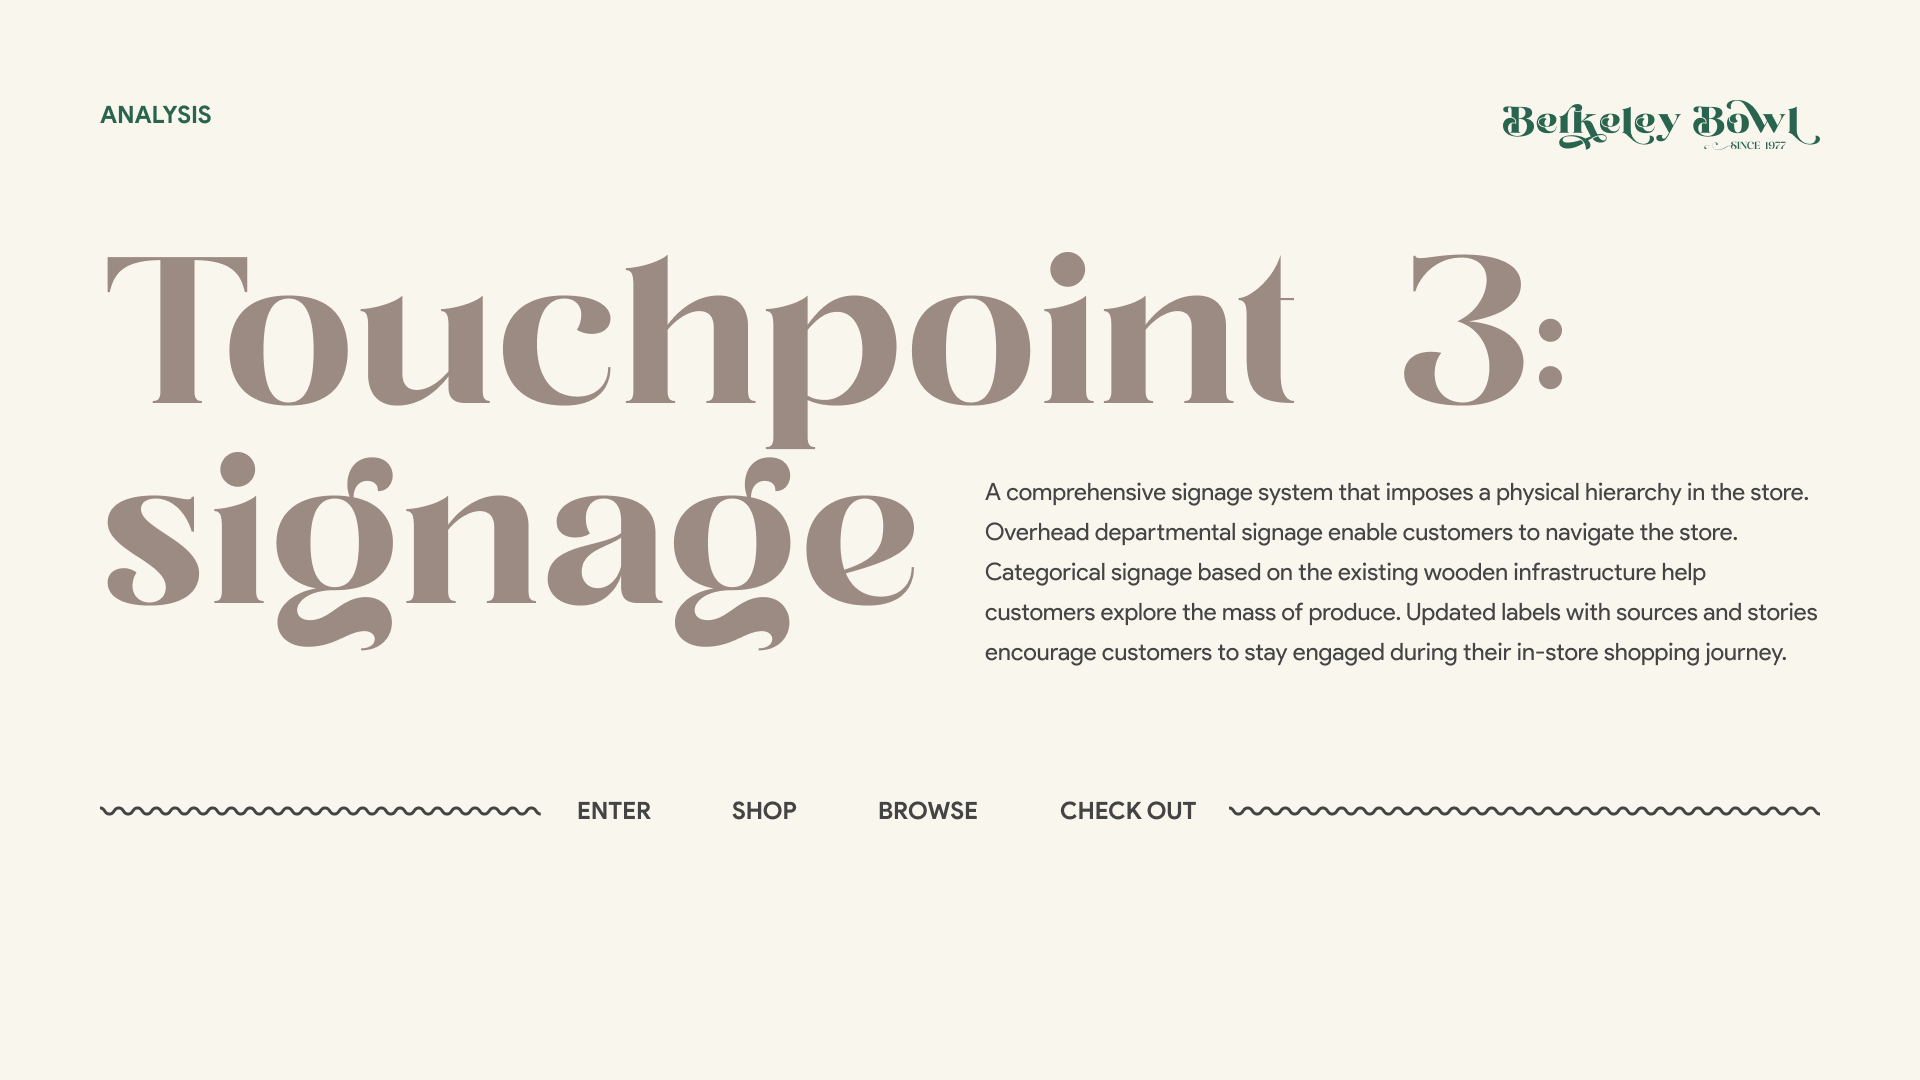 ANALYSIS
Berkeley Bowl
SINCE 1977
Touchpoint 3:
signage
A comprehensive signage system that imposes a physical hierarchy in the store.
Overhead departmental signage enable customers to navigate the store.
Categorical signage based on the existing wooden infrastructure help
customers explore the mass of produce. Updated labels with sources and stories
encourage customers to stay engaged during their in-store shopping journey.
ENTER SHOP BROWSE CHECK OUT